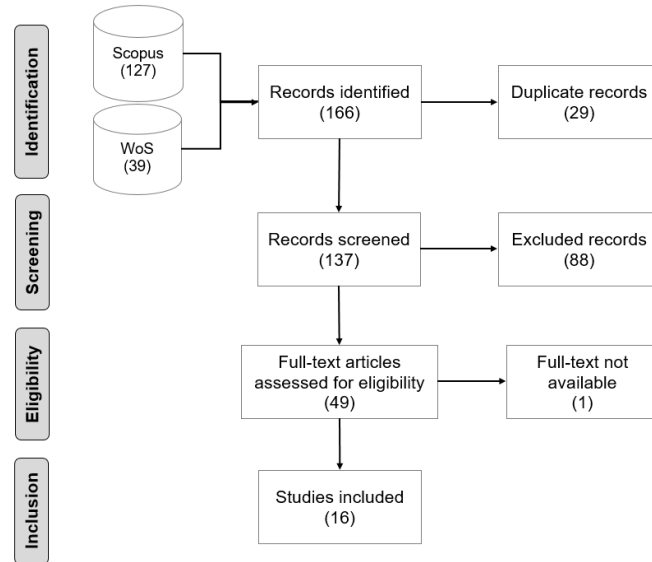 Identification
Scopus
(127)
WoS
(39)
Records identified
(166)
Duplicate records
(29)
Screening
Records screened
(137)
Excluded records
(88)
Eligibility
Full-text articles
assessed for eligibility
(49)
Full-text not
available
(1)
Inclusion
Studies included
(16)